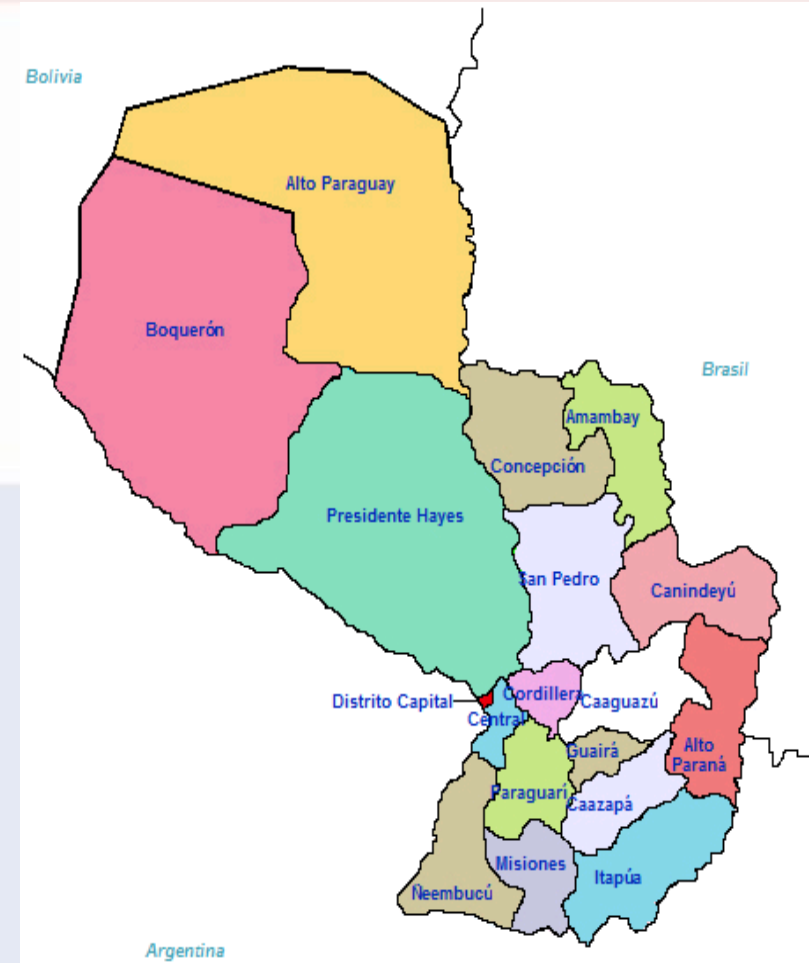 Bolivia
Alto Paraguay
Boquerón
Brasil
Amambay
Concepción
Presidente Hayes
San Pedro
Canindeyú
Distrito Capital
Cordillera
Caaguazú
Central
Guairá
Alto
Paraná
Paraguarí
Caazapá
Misiones
Itapúa
Ñeembucú
Argentina